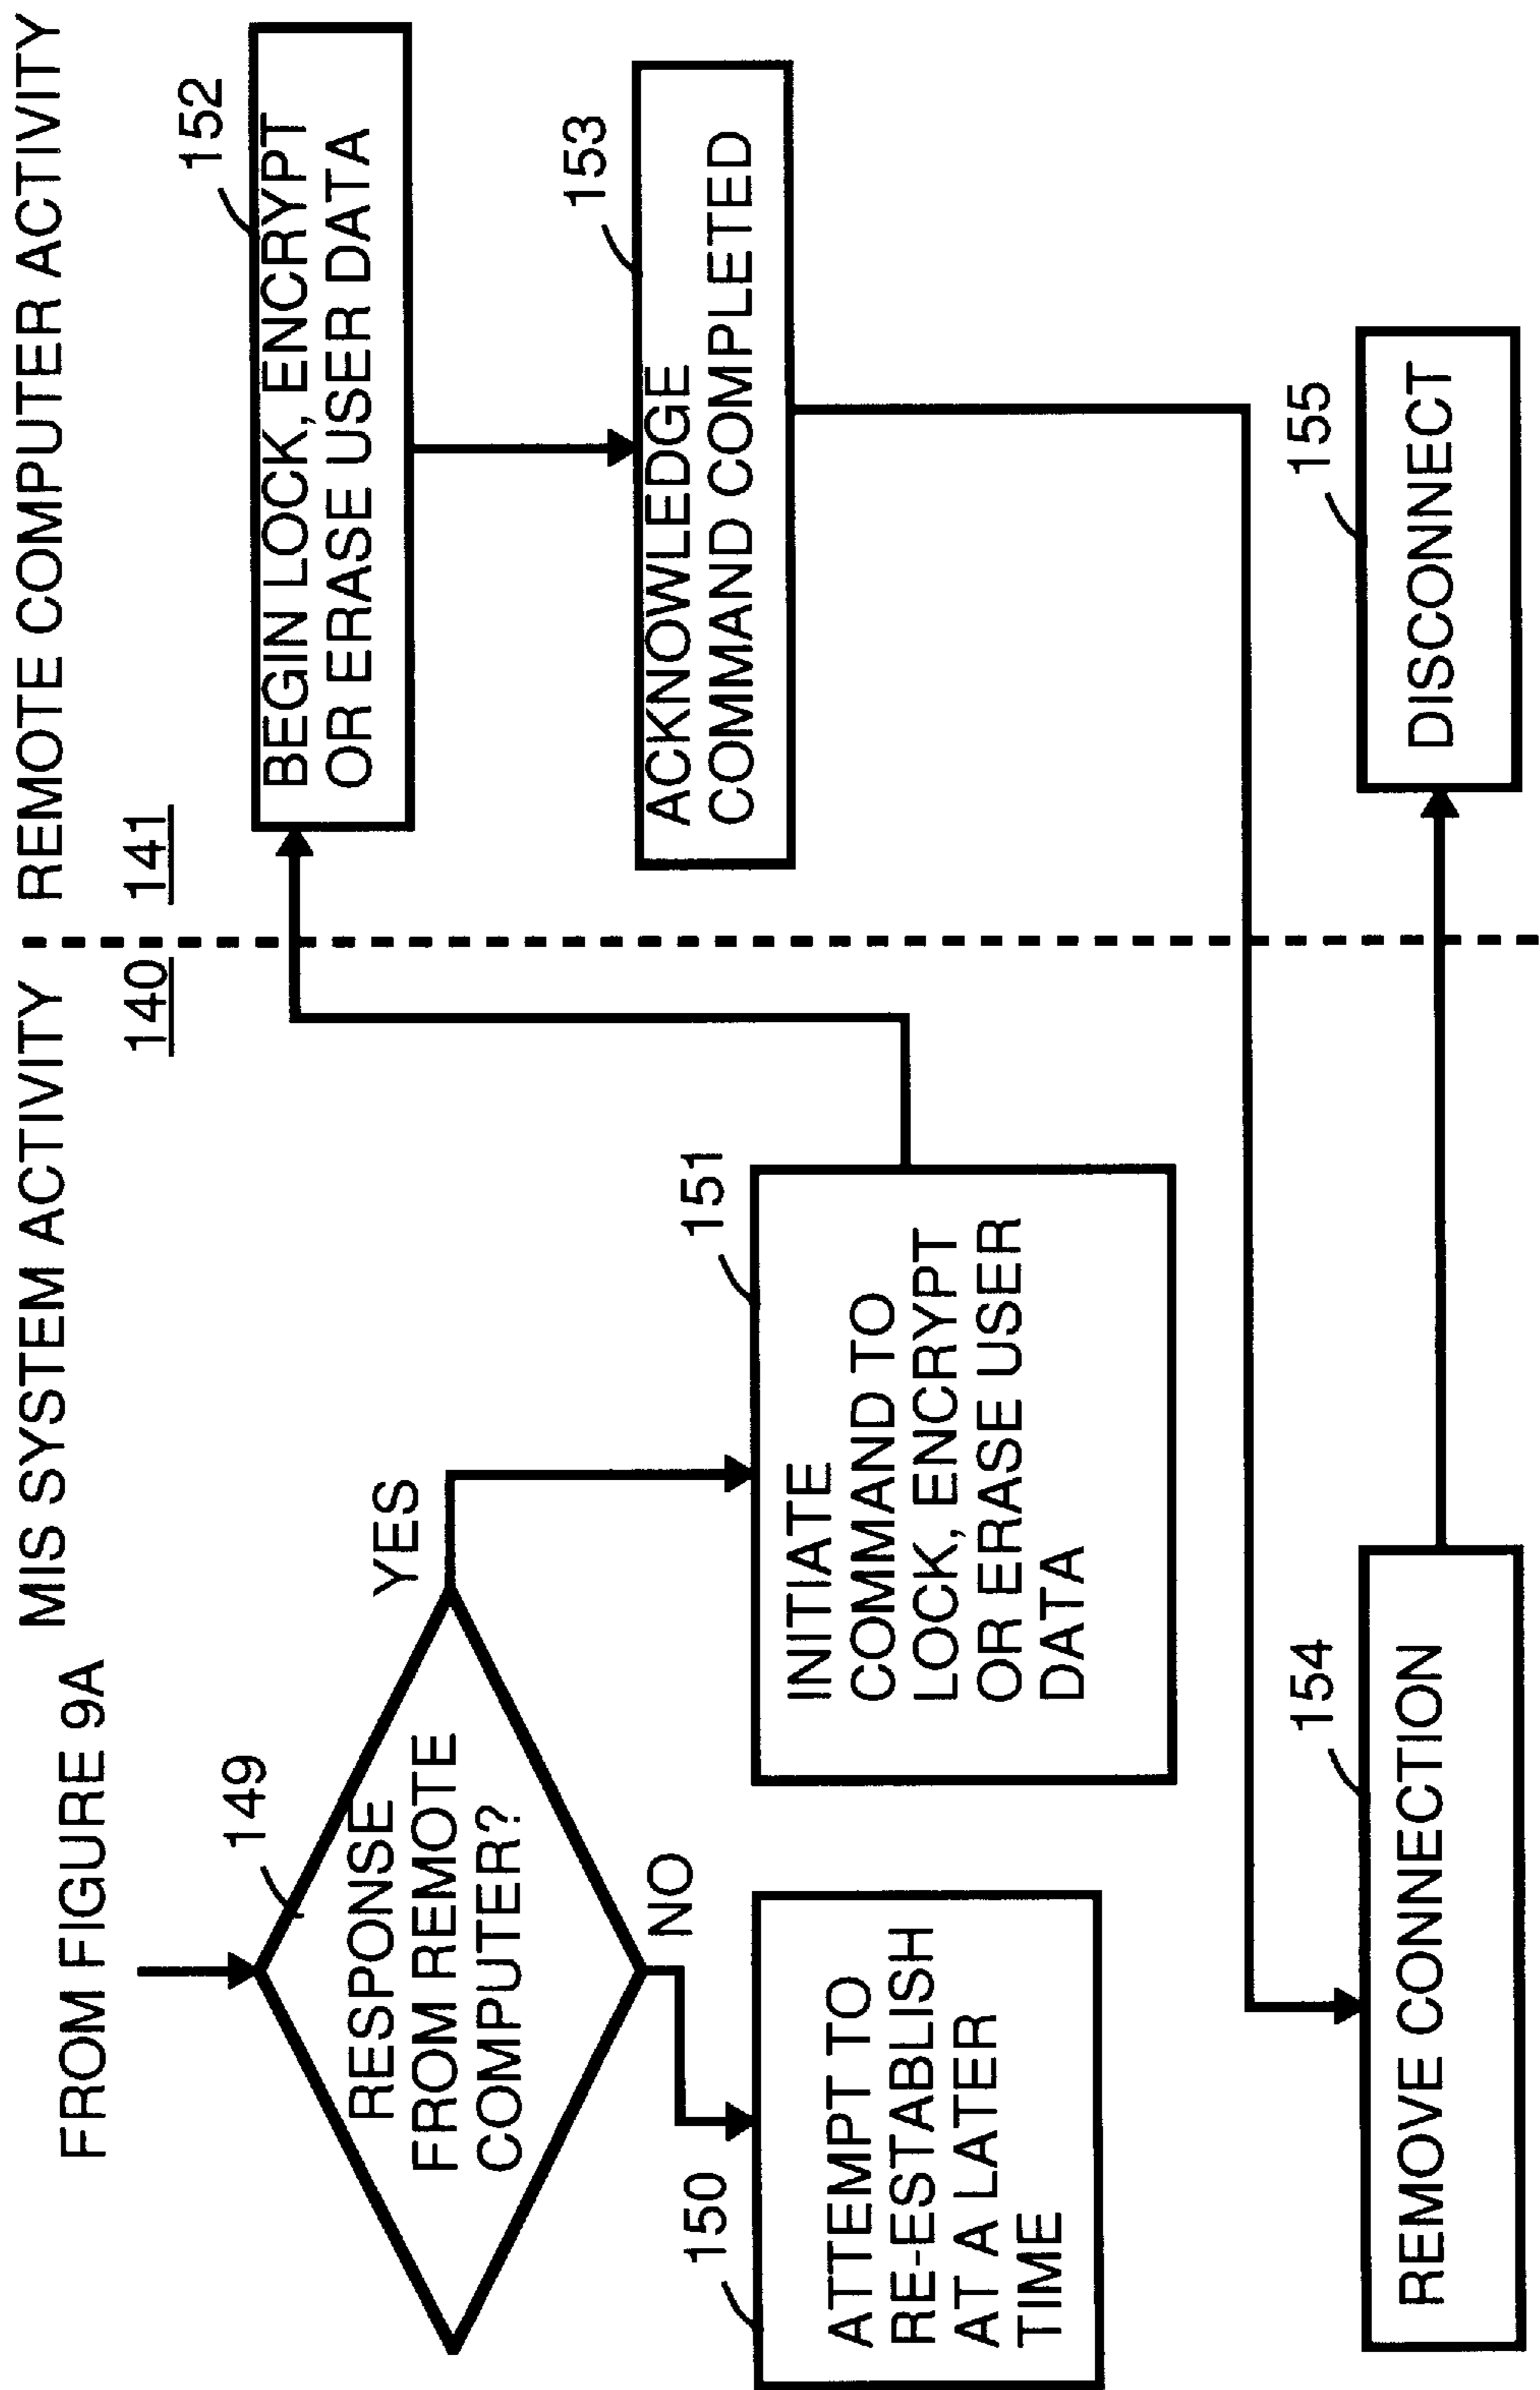 MIS SYSTEM ACTIVITY
REMOTE COMPUTER ACTIVITY
FROM FIGURE 9A
140
141
149
RESPONSE
FROM REMOTE
COMPUTER?
YES
NO
150
ATTEMPT TO
RE-ESTABLISH
AT A LATER
TIME
151
INITIATE
COMMAND TO
LOCK, ENCRYPT
OR ERASE USER
DATA
152
BEGIN LOCK, ENCRYPT
OR ERASE USER DATA
153
ACKNOWLEDGE
COMMAND COMPLETED
154
REMOVE CONNECTION
155
DISCONNECT